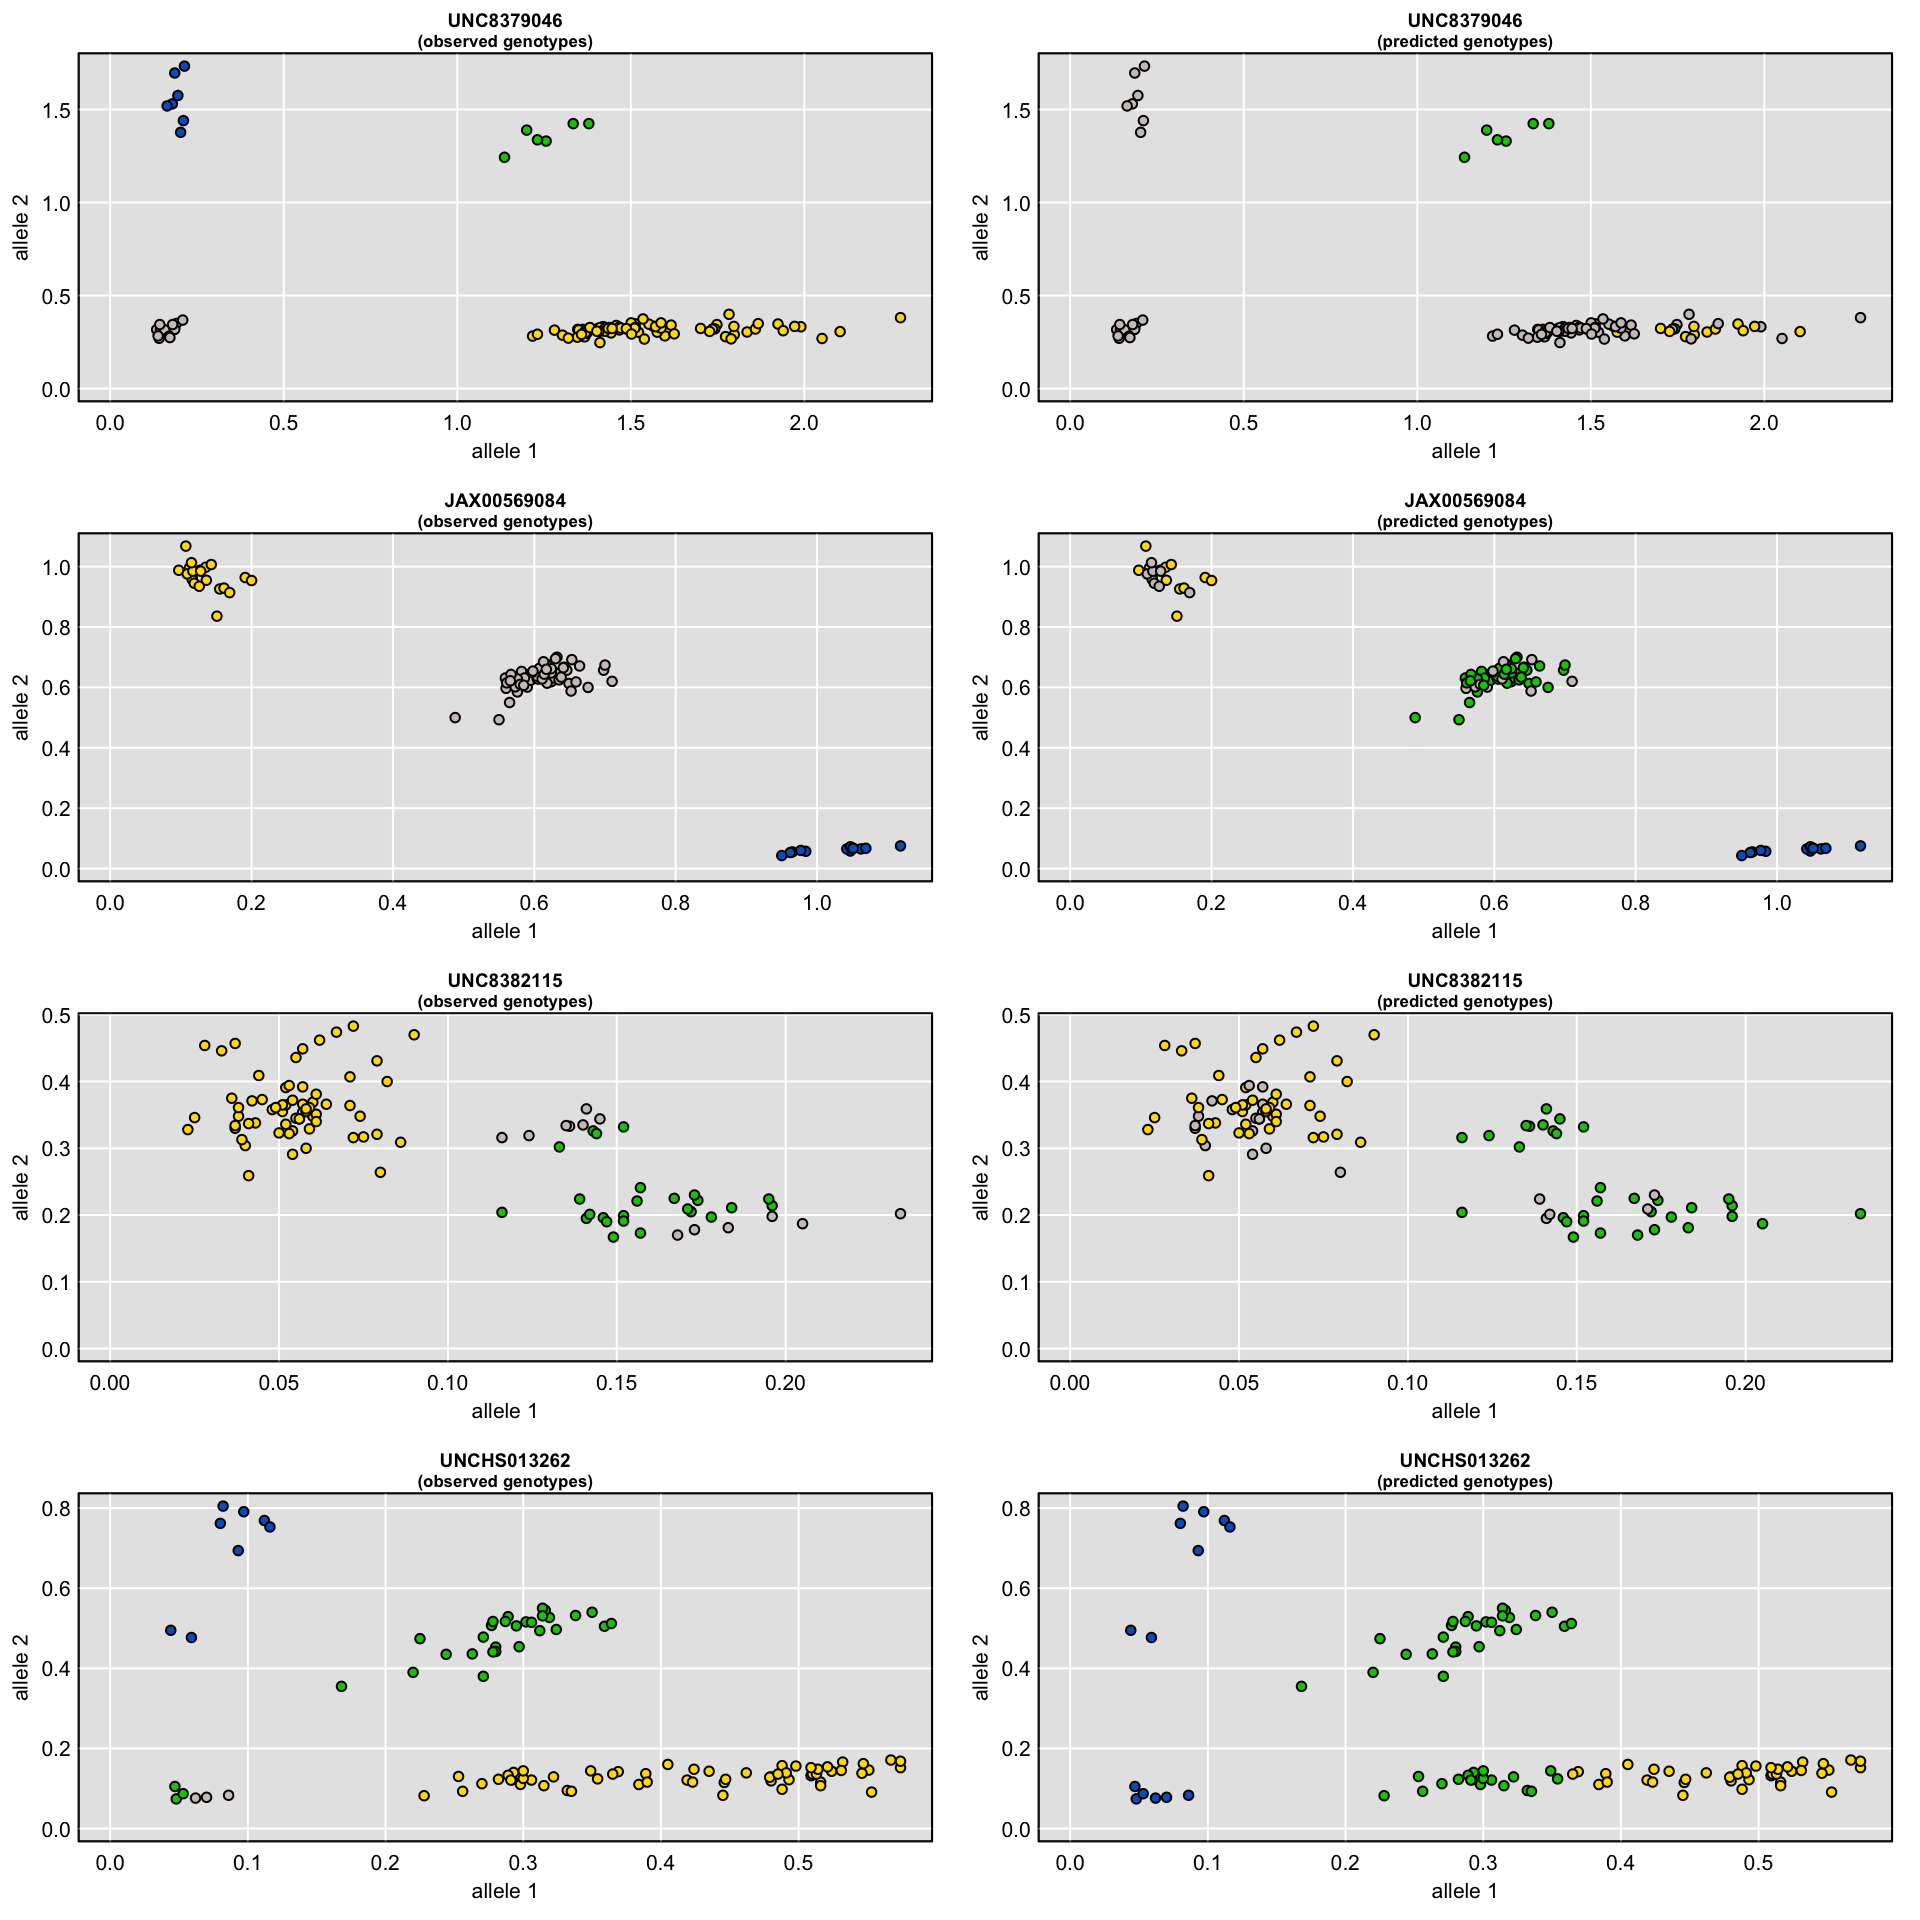 UNC8379046
(observed genotypes)
allele 2
1.5
1.0
0.5
0.0
0.0 0.5 1.0 1.5 2.0
allele 1
UNC8379046
(predicted genotypes)
allele 2
1.5
1.0
0.5
0.0
0.0 0.5 1.0 1.5 2.0
allele 1
JAX00569084
(observed genotypes)
allele 2
1.0
0.8
0.6
0.4
0.2
0.0
0.0 0.2 0.4 0.6 0.8 1.0
allele 1
JAX00569084
(predicted genotypes)
allele 2
1.0
0.8
0.6
0.4
0.2
0.0
0.0 0.2 0.4 0.6 0.8 1.0
allele 1
UNC8382115
(observed genotypes)
allele 2
0.5
0.4
0.3
0.2
0.1
0.0
0.00 0.05 0.10 0.15 0.20
allele 1
UNC8382115
(predicted genotypes)
allele 2
0.5
0.4
0.3
0.2
0.1
0.0
0.00 0.05 0.10 0.15 0.20
allele 1
UNCHS013262
(observed genotypes)
allele 2
0.8
0.6
0.4
0.2
0.0
0.0 0.1 0.2 0.3 0.4 0.5
allele 1
UNCHS013262
(predicted genotypes)
allele 2
0.8
0.6
0.4
0.2
0.0
0.0 0.1 0.2 0.3 0.4 0.5
allele 1